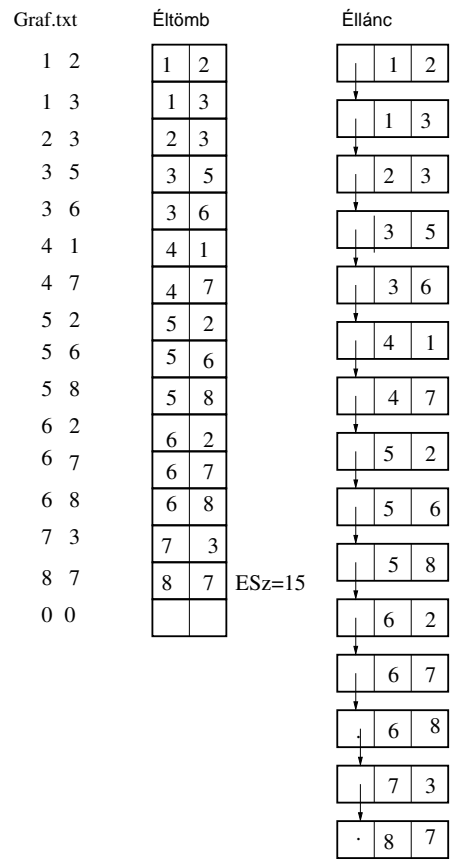 Graf.txt Éltömb Éllánc
1 2 1 2 1 2
1 3 1 3 1 3
2 3 2 3 2 3
3 5 3 5 3 5
3 6 3 6 3 6
4 1 4 1 4 1
4 7 4 7 4 7
5 2 5 2 5 2
5 6 5 6 5 6
5 8 5 8 5 8
6 2 6 2 6 2
6 7 6 7 6 7
6 8 6 8 . 6 8
7 3 7 3 7 3
8 7 8 7 ESz=15 . 8 7
0 0